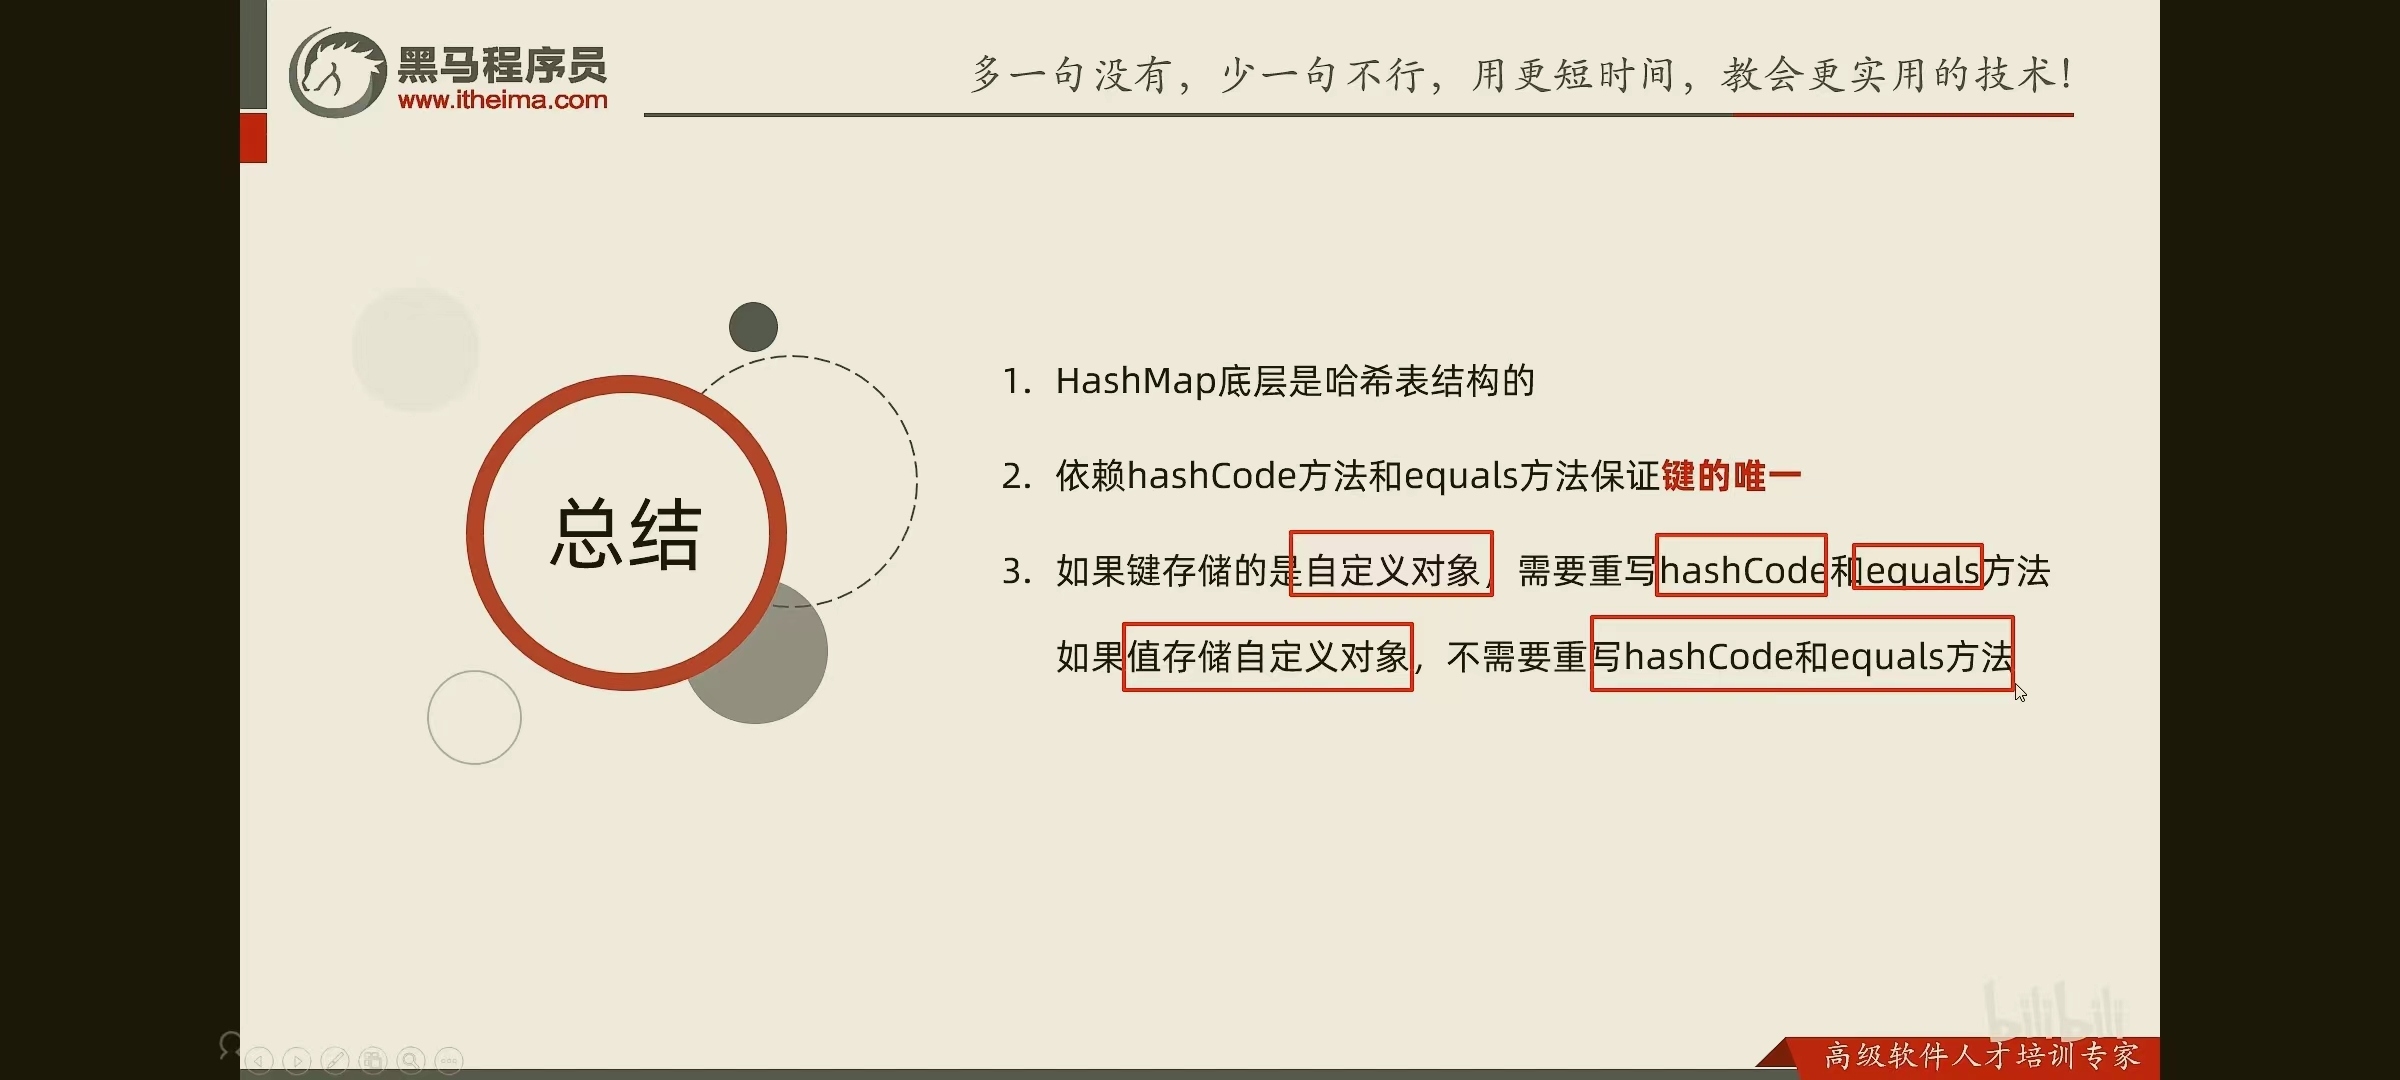 黑马程序员
www.itheima.com
多一句没有，少一句不行，用更短时间，教会更实用的技术！
总结
1. HashMap底层是哈希表结构的
2. 依赖hashCode方法和equals方法保证键的唯一
3. 如果键存储的是自定义对象，需要重写hashCode和equals方法
如果值存储自定义对象，不需要重写hashCode和equals方法
bilibili
高级软件人才培训专家